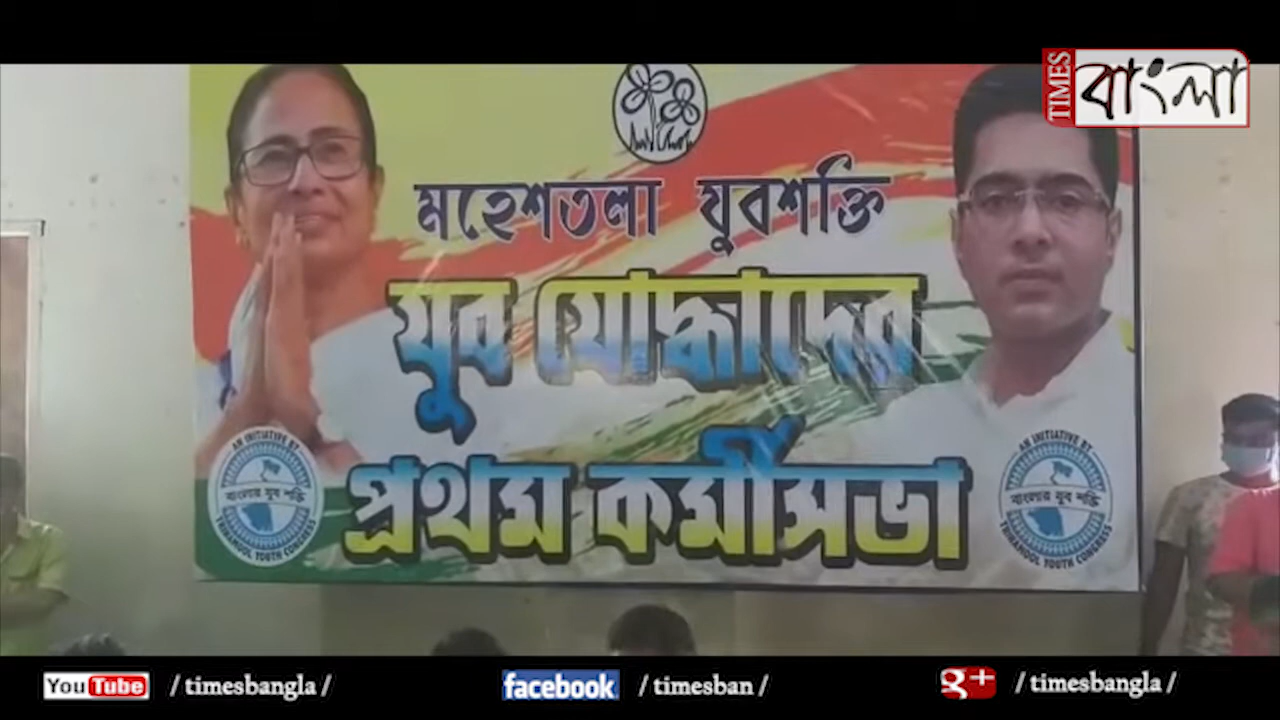 TIMES বাংলা
মহেশতলা যুবশক্তি
যুব যোদ্ধাদের
প্রথম কর্মীসভা
AN INITIATIVE BY
বাংলার যুব শক্তি
TRINAMOOL YOUTH CONGRESS
AN INITIATIVE BY
বাংলার যুব শক্তি
TRINAMOOL YOUTH CONGRESS
YouTube / timesbangla / facebook / timesban / g+ / timesbangla /